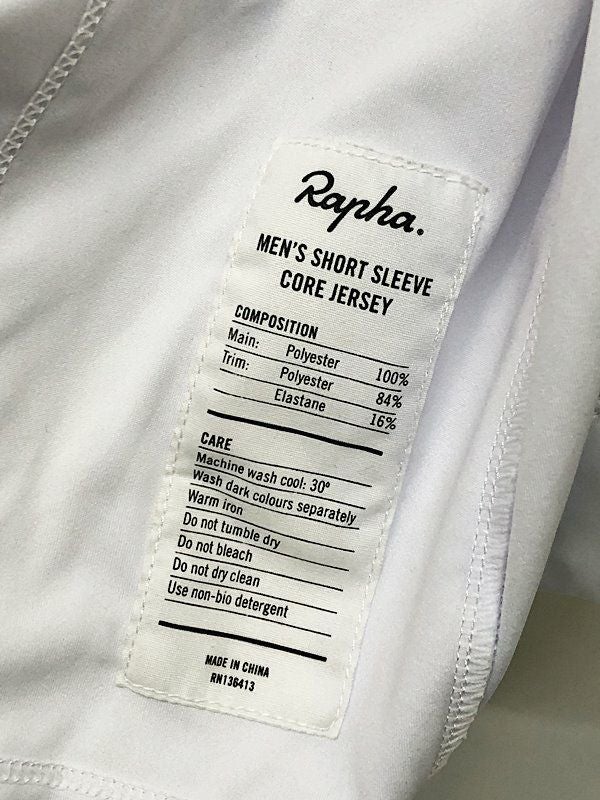 Rapha.
MEN'S SHORT SLEEVE
CORE JERSEY
COMPOSITION
Main: Polyester 100%
Trim: Polyester 84%
Elastane 16%
CARE
Machine wash cool: 30°
Wash dark colours separately
Warm iron
Do not tumble dry
Do not bleach
Do not dry clean
Use non-bio detergent
MADE IN CHINA
RN136413